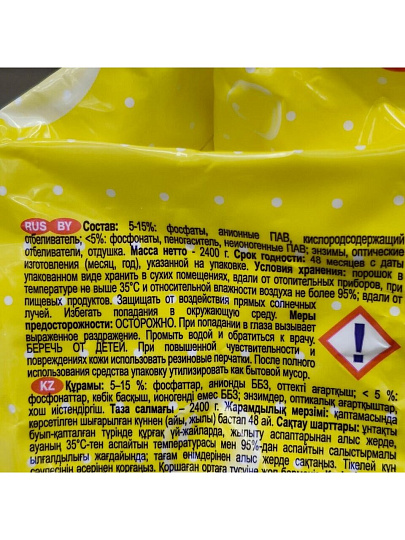 RUS BY Состав: 5-15%: фосфаты, анионные ПАВ, кислородсодержащий
отбеливатель; <5%: фосфонаты, пеногаситель, неионогенные ПАВ; энзимы, оптические
отбеливатели, отдушка. Масса нетто - 2400 г. Срок годности: 48 месяцев с даты
изготовления (месяц, год), указанной на упаковке. Условия хранения: порошок в
упакованном виде хранить в сухих помещениях, вдали от отопительных приборов, при
температуре не выше 35°С и относительной влажности воздуха не более 95%; вдали от
пищевых продуктов. Защищать от воздействия прямых солнечных
лучей. Избегать попадания в окружающую среду. Меры
предосторожности: ОСТОРОЖНО. При попадании в глаза вызывает
выраженное раздражение. Промыть водой и обратиться к врачу.
БЕРЕЧЬ ОТ ДЕТЕЙ. При повышенной чувствительности и
повреждениях кожи использовать резиновые перчатки. После полного
использования средства упаковку утилизировать как бытовой мусор.
KZ Құрамы: 5–15 %: фосфаттар, анионды ББЗ, оттекті ағартқыш; < 5 %:
фосфонаттар, көбік басқыш, ионогенді емес ББЗ; энзимдер, оптикалық ағартқыштар,
хош иістендіргіш. Таза салмағы – 2400 г. Жарамдылық мерзімі: қаптамасында
көрсетілген шығарылған күннен (айы, жылы) бастап 48 ай. Сақтау шарттары: ұнтақты
буып-қапталған түрінде құрғақ үй-жайларда, жылыту аспаптарынан алыс жерде,
ауаның 35°С-тен аспайтын температурасы мен 95%-дан аспайтын салыстырмалы
ылғалдылығы жағдайында; тағам өнімдерінен алыс жерде сақтаңыз. Тікелей күн
сәулесінің әсерінен қорғаңыз. Қоршаған ортаға түсуіне жол бермеңіз.